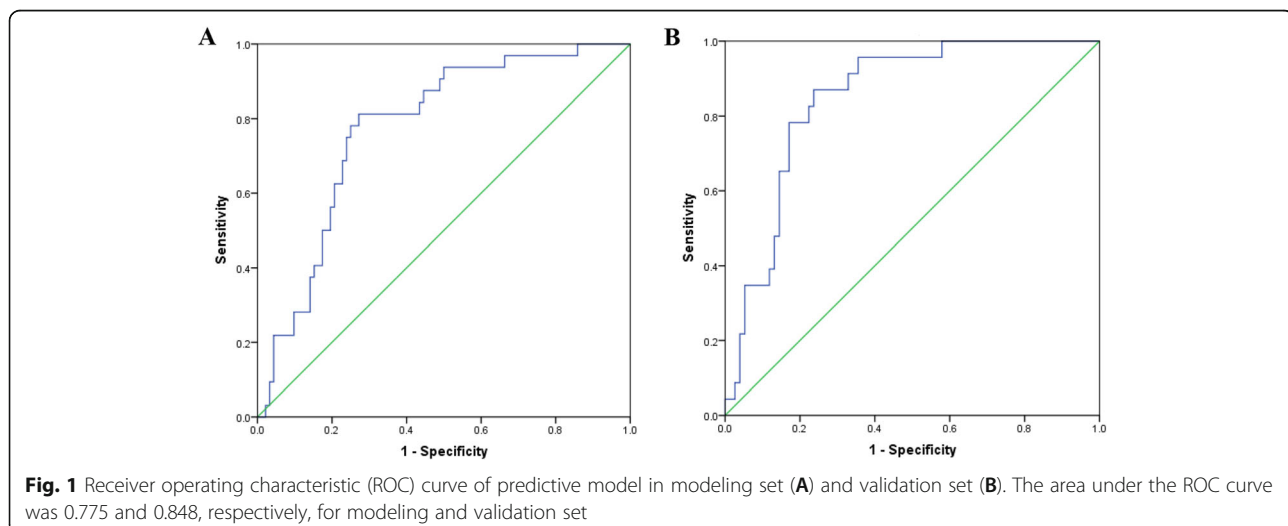 A
1.0
0.8
0.6
0.4
0.2
0.0
Sensitivity
0.0 0.2 0.4 0.6 0.8 1.0
1 - Specificity
B
1.0
0.8
0.6
0.4
0.2
0.0
Sensitivity
0.0 0.2 0.4 0.6 0.8 1.0
1 - Specificity
Fig. 1 Receiver operating characteristic (ROC) curve of predictive model in modeling set (A) and validation set (B). The area under the ROC curve
was 0.775 and 0.848, respectively, for modeling and validation set